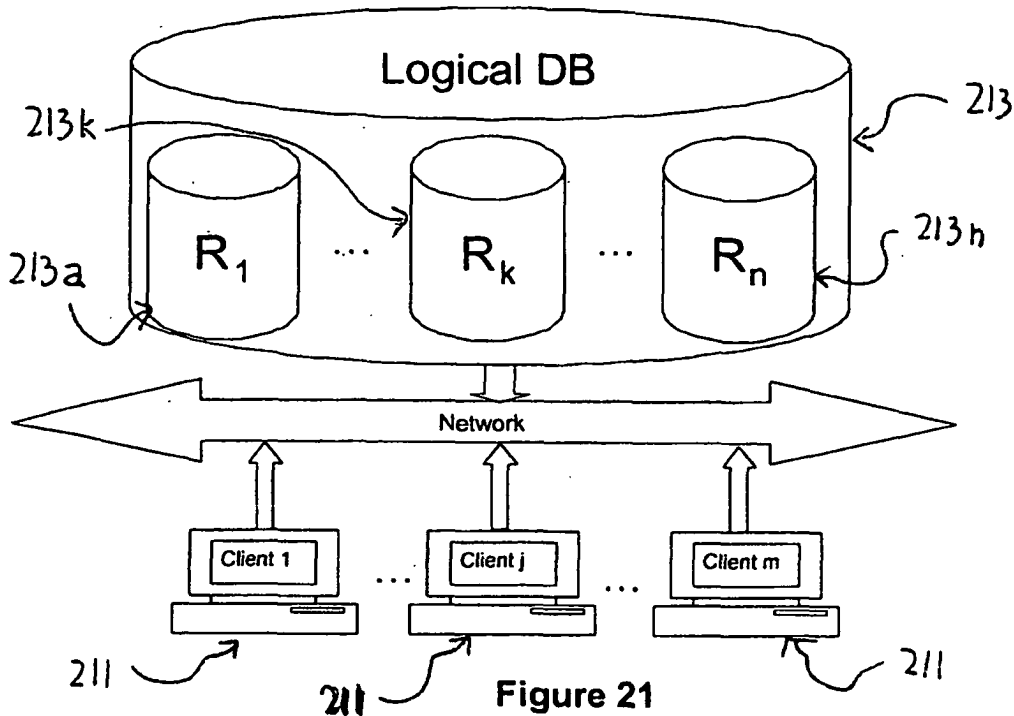 Logical DB
213
213k
R1 ... Rk ... Rn
213n
213a
Network
Client 1 ... Client j ... Client m
211 211 211
Figure 21